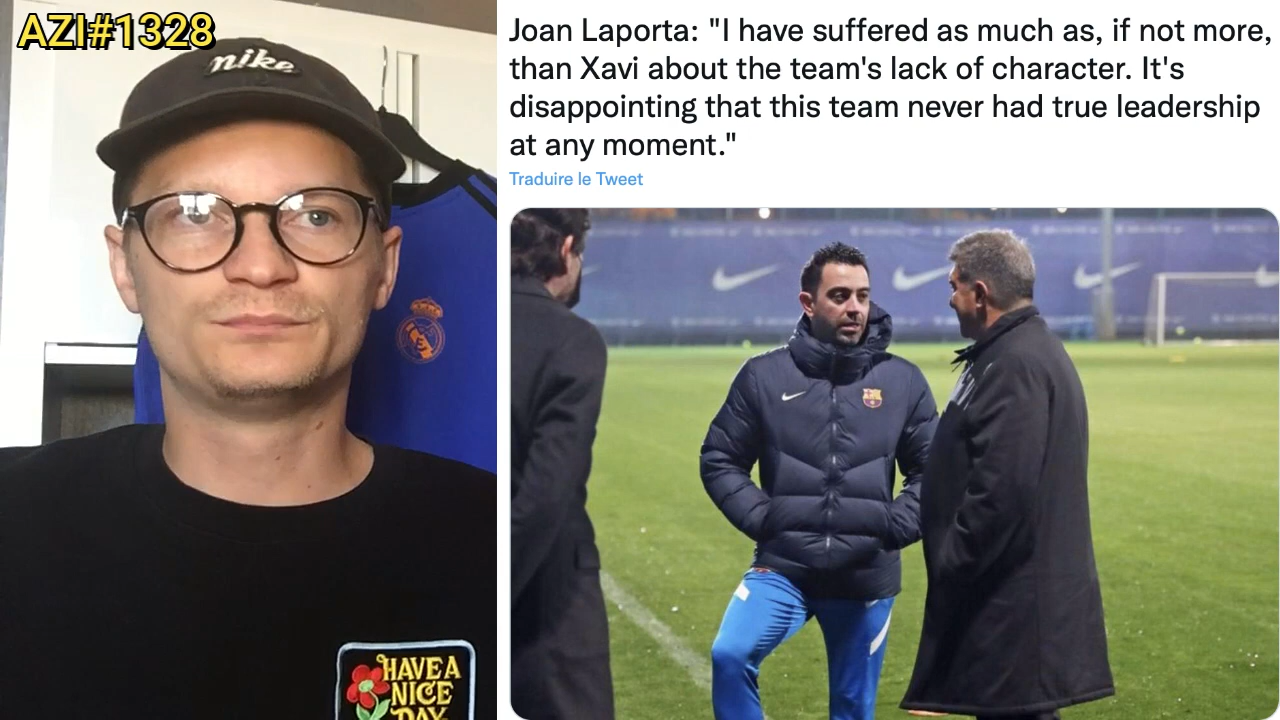 AZI#1328
nike
HAVE A
NICE
DAY
Joan Laporta: "I have suffered as much as, if not more,
than Xavi about the team's lack of character. It's
disappointing that this team never had true leadership
at any moment."
Traduire le Tweet